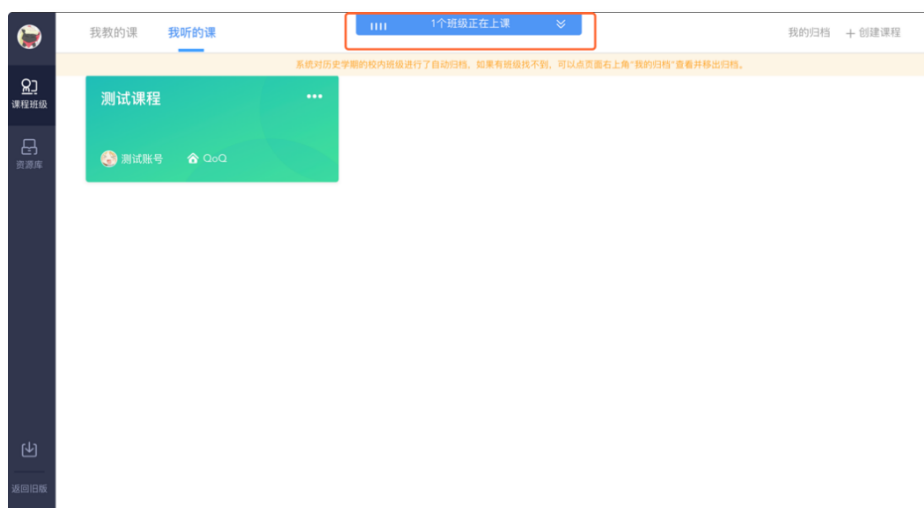 我教的课 我听的课 1个班级正在上课 我的归档 + 创建课程
系统对历史学期的校内班级进行了自动归档，如果有班级找不到，可以点页面右上角“我的归档”查看并移出归档。
课程班级
资源库
测试课程 •••
测试账号 QoQ
返回旧版